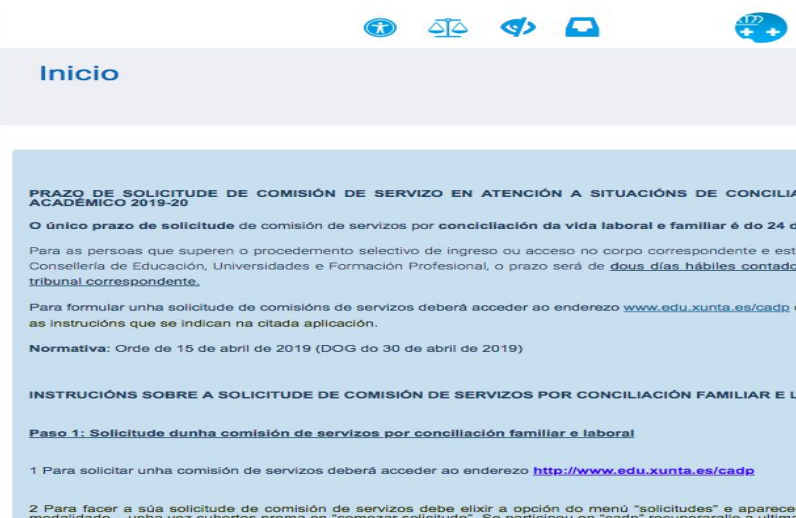 Inicio
PRAZO DE SOLICITUDE DE COMISIÓN DE SERVIZO EN ATENCIÓN A SITUACIÓNS DE
ACADÉMICO 2019-20
O único prazo de solicitude de comisión de servizos por concicliación da vida laboral e familiar é do 24
Para as persoas que superen o procedemento selectivo de ingreso ou acceso no corpo correspondente e
Consellería de Educación, Universidades e Formación Profesional, o prazo será de dous días hábiles
tribunal correspondente.
Para formular unha solicitude de comisións de servizos deberá acceder ao enderezo www.edu.xunta.es/cadp
as instrucións que se indican na citada aplicación.
Normativa: Orde de 15 de abril de 2019 (DOG do 30 de abril de 2019)
INSTRUCIÓNS SOBRE A SOLICITUDE DE COMISIÓN DE SERVIZOS POR CONCILIACIÓN FAMILIAR E
Paso 1: Solicitude dunha comisión de servizos por conciliación familiar e laboral
1 Para solicitar unha comisión de servizos deberá acceder ao enderezo http://www.edu.xunta.es/cadp
2 Para facer a súa solicitude de comisión de servizos debe elixir a opción do menú "solicitudes" e